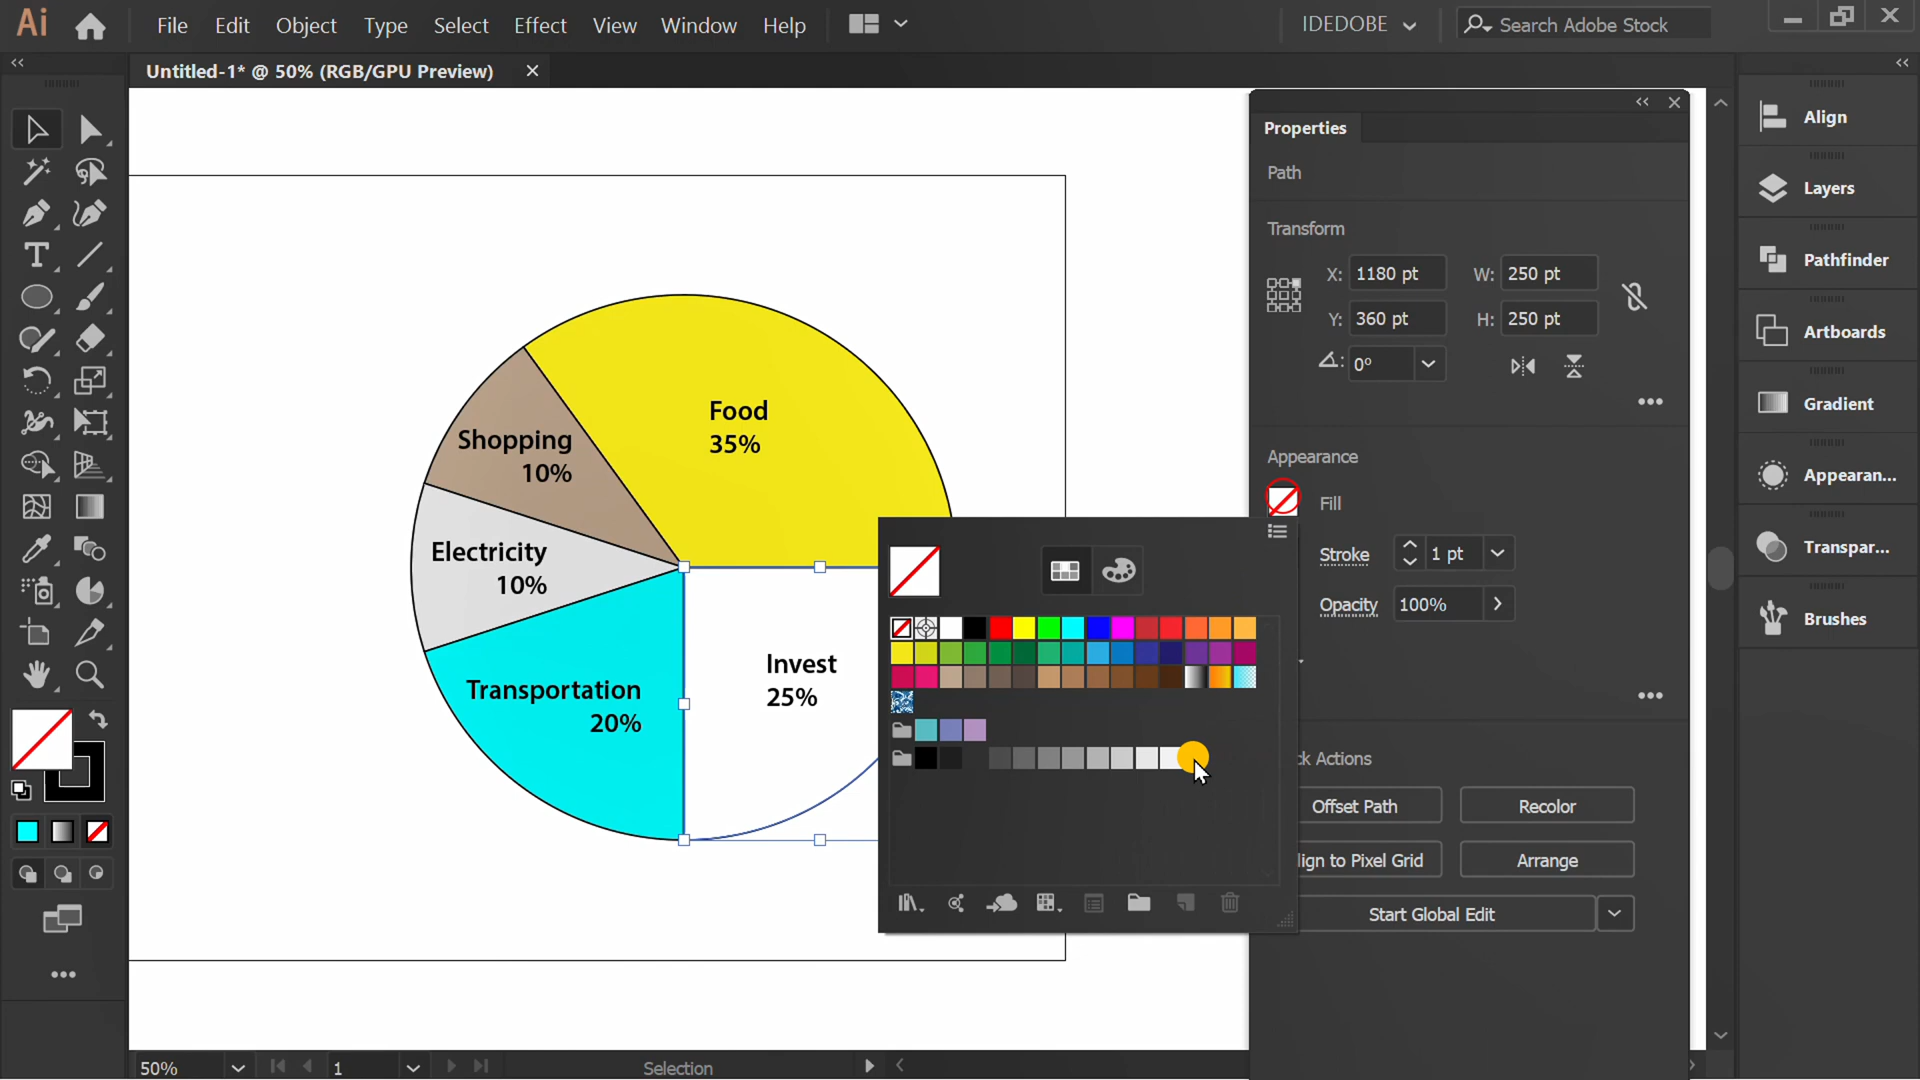 Ai
File Edit Object Type Select Effect View Window Help
IDEDOBE
Search Adobe Stock
Untitled-1* @ 50% (RGB/GPU Preview)
Properties
Path
Transform
X: 1180 pt W: 250 pt
Y: 360 pt H: 250 pt
0°
Appearance
Fill
Stroke 1 pt
Opacity 100%
ck Actions
Offset Path Recolor
lign to Pixel Grid Arrange
Start Global Edit
Align
Layers
Pathfinder
Artboards
Gradient
Appearan...
Transpar...
Brushes
Food
35%
Shopping
10%
Electricity
10%
Transportation
20%
Invest
25%
50% 1 Selection